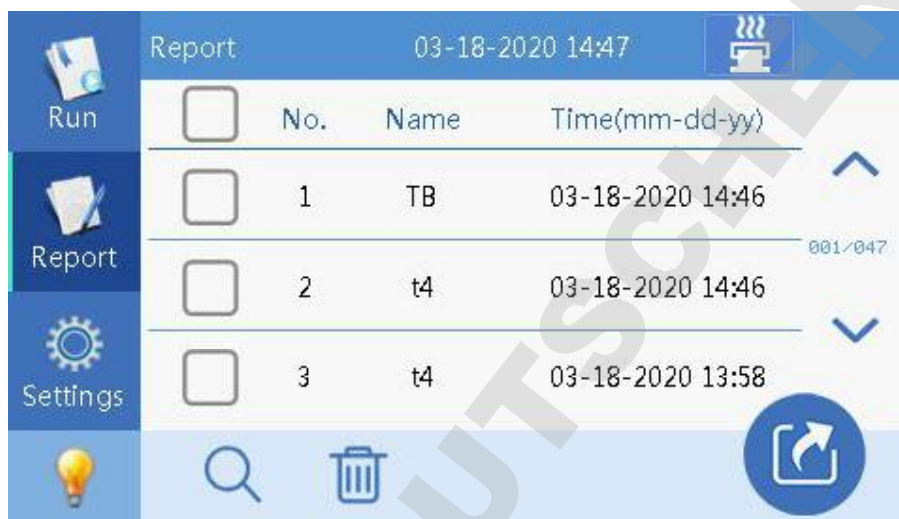 Report 03-18-2020 14:47
Run
No. Name Time(mm-dd-yy)
1 TB 03-18-2020 14:46
Report
001/047
2 t4 03-18-2020 14:46
3 t4 03-18-2020 13:58
Settings
UTSCHER